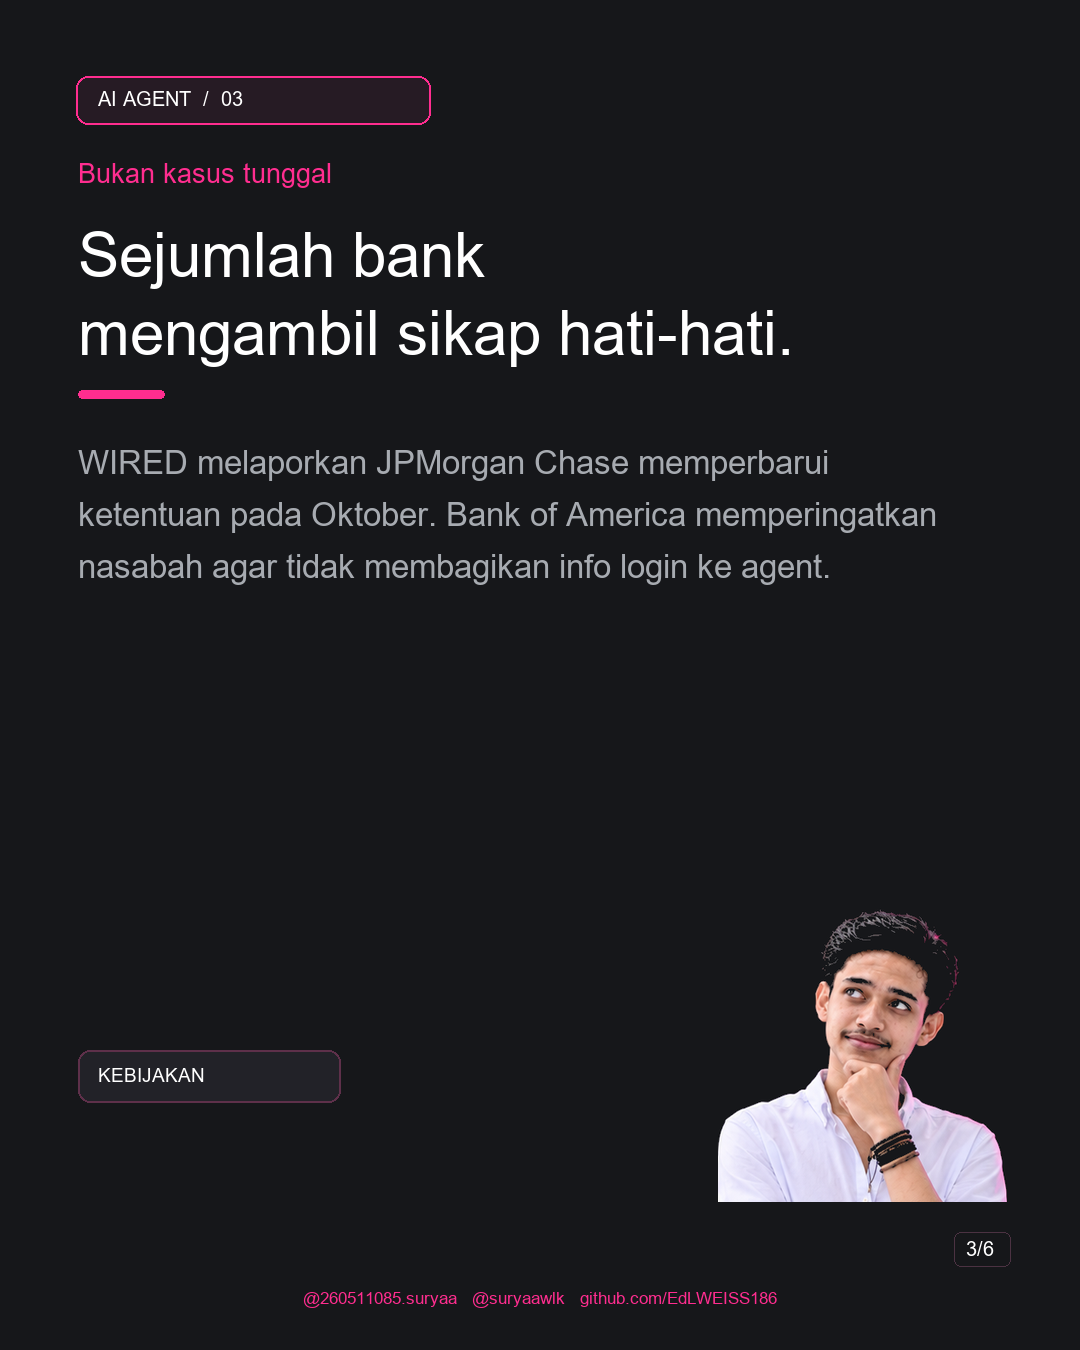 AI AGENT / 03
Bukan kasus tunggal
Sejumlah bank
mengambil sikap hati-hati.
WIRED melaporkan JPMorgan Chase memperbarui
ketentuan pada Oktober. Bank of America memperingatkan
nasabah agar tidak membagikan info login ke agent.
KEBIJAKAN
3/6
@260511085.suryaa @suryaawlk github.com/EdLWEISS186